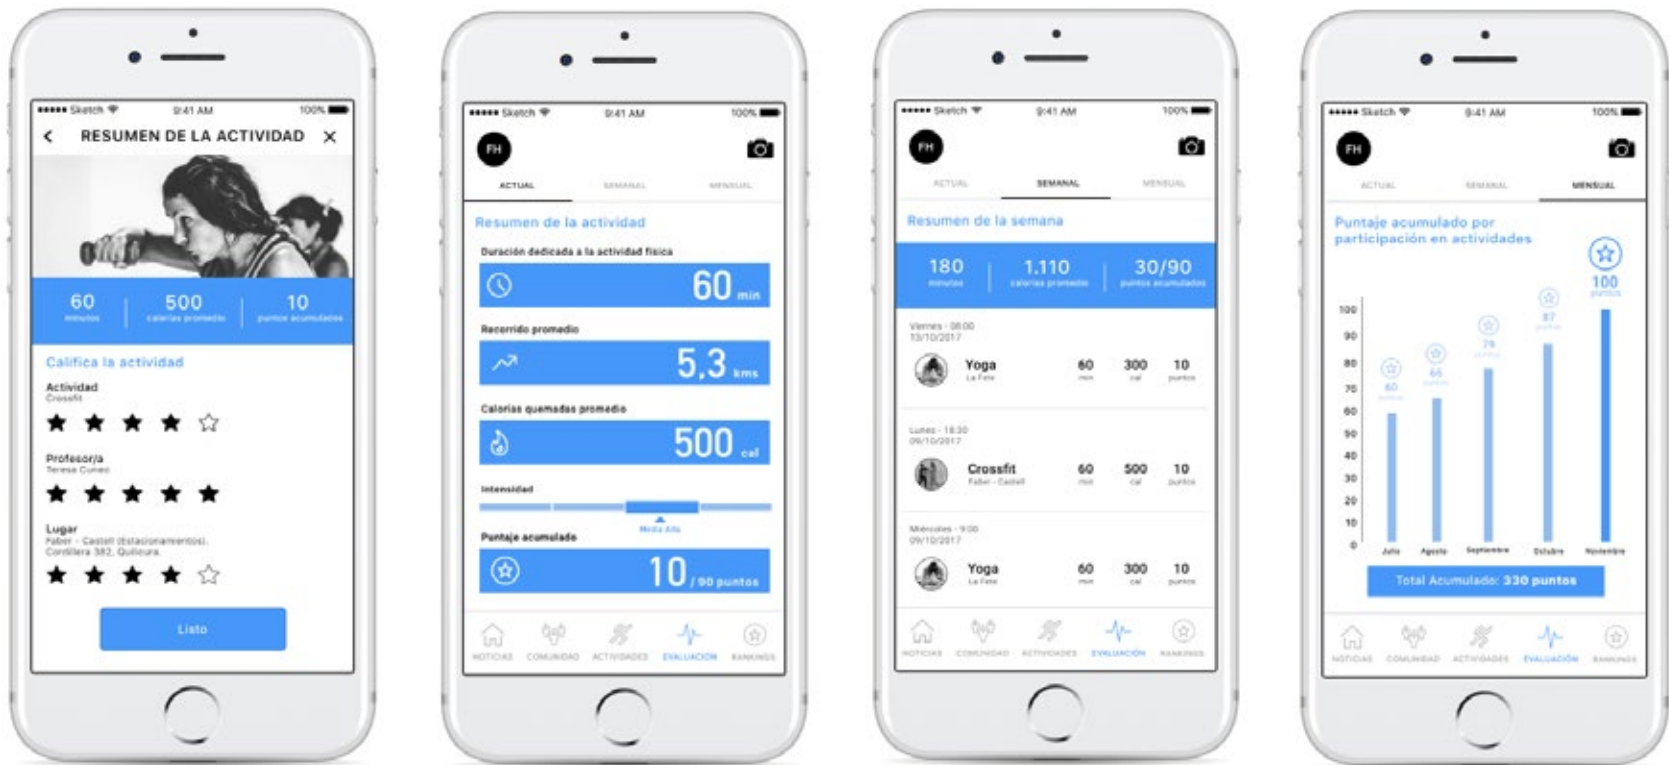 Sketch 9:41 AM 100%
RESUMEN DE LA ACTIVIDAD
60 500 10
minutos calorías promedio puntos acumulados
Califica la actividad
Actividad
Crossfit
Profesor/a
Teresa Cuneo
Lugar
Faber - Castell (Estacionamientos).
Cordillera 382, Quilicura.
Listo
Sketch 9:41 AM 100%
FH
ACTUAL SEMANAL MENSUAL
Resumen de la actividad
Duración dedicada a la actividad física
60 min
Recorrido promedio
5,3 kms
Calorías quemadas promedio
500 cal
Intensidad
Media Alta
Puntaje acumulado
10 / 90 puntos
NOTICIAS COMUNIDAD ACTIVIDADES EVALUACIÓN RANKINGS
Sketch 9:41 AM 100%
FH
ACTUAL SEMANAL MENSUAL
Resumen de la semana
180 1.110 30/90
minutos calorías promedio puntos acumulados
Viernes - 08:00
13/10/2017
Yoga 60 300 10
La Fete min cal puntos
Lunes - 18:30
09/10/2017
Crossfit 60 500 10
Faber - Castell min cal puntos
Miércoles - 9:00
09/10/2017
Yoga 60 300 10
La Fete min cal puntos
NOTICIAS COMUNIDAD ACTIVIDADES EVALUACIÓN RANKINGS
Sketch 9:41 AM 100%
FH
ACTUAL SEMANAL MENSUAL
Puntaje acumulado por
participación en actividades
100
puntos
87
puntos
79
puntos
66
puntos
60
puntos
100
90
80
70
60
90
40
30
20
10
0
Julio Agosto Septiembre Octubre Noviembre
Total Acumulado: 330 puntos
NOTICIAS COMUNIDAD ACTIVIDADES EVALUACIÓN RANKINGS